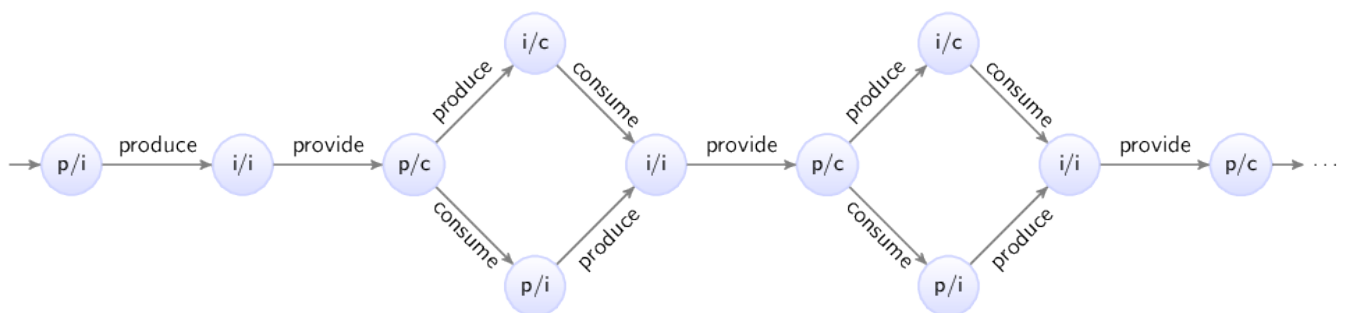 i/c
i/c
produce
consume
produce
consume
p/i
produce
i/i
provide
p/c
i/i
provide
p/c
i/i
provide
p/c
...
consume
produce
consume
produce
p/i
p/i